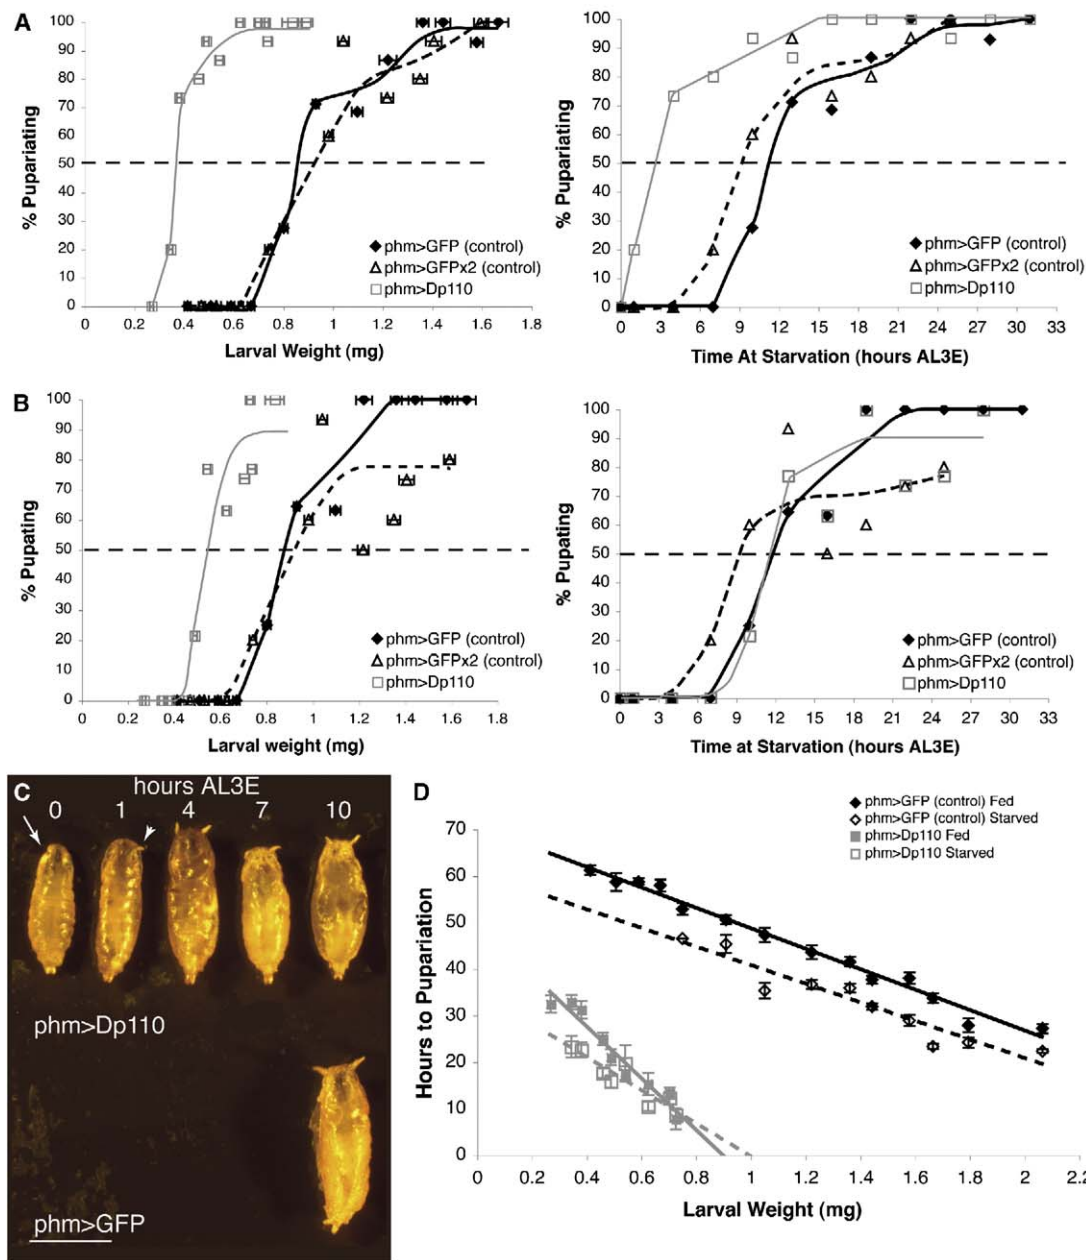 A
% Pupariating
100
90
80
70
60
50
40
30
20
10
0
0 0.2 0.4 0.6 0.8 1 1.2 1.4 1.6 1.8
Larval Weight (mg)
phm>GFP (control)
phm>GFPx2 (control)
phm>Dp110
% Pupariating
100
90
80
70
60
50
40
30
20
10
0
0 3 6 9 12 15 18 21 24 27 30 33
Time At Starvation (hours AL3E)
phm>GFP (control)
phm>GFPx2 (control)
phm>Dp110
B
% Pupating
100
90
80
70
60
50
40
30
20
10
0
0 0.2 0.4 0.6 0.8 1 1.2 1.4 1.6 1.8
Larval weight (mg)
phm>GFP (control)
phm>GFPx2 (control)
phm>Dp110
% Pupating
100
90
80
70
60
50
40
30
20
10
0
0 3 6 9 12 15 18 21 24 27 30 33
Time at Starvation (hours AL3E)
phm>GFP (control)
phm>GFPx2 (control)
phm>Dp110
C
hours AL3E
0 1 4 7 10
phm>Dp110
phm>GFP
D
phm>GFP (control) Fed
phm>GFP (control) Starved
phm>Dp110 Fed
phm>Dp110 Starved
Hours to Pupariation
70
60
50
40
30
20
10
0
0 0.2 0.4 0.6 0.8 1 1.2 1.4 1.6 1.8 2 2.2
Larval Weight (mg)